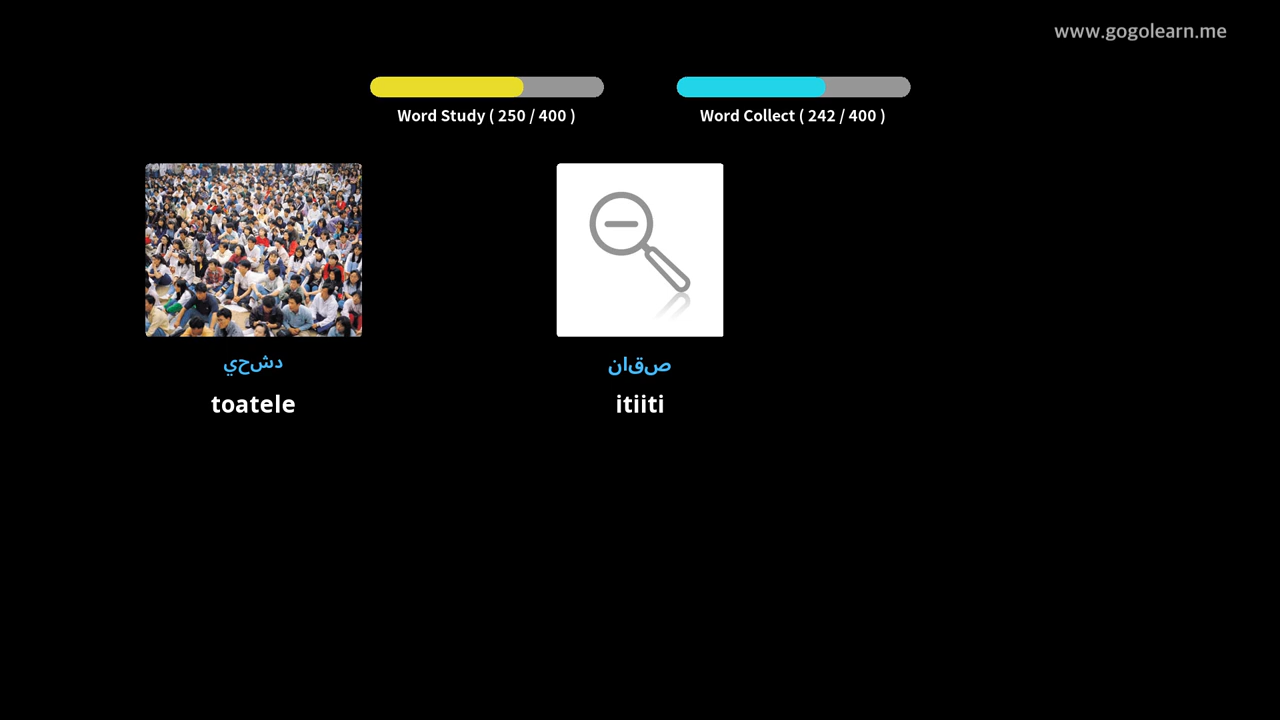 www.gogolearn.me
Word Study ( 250 / 400 )
Word Collect ( 242 / 400 )
دشحي
toatele
صقان
itiiti